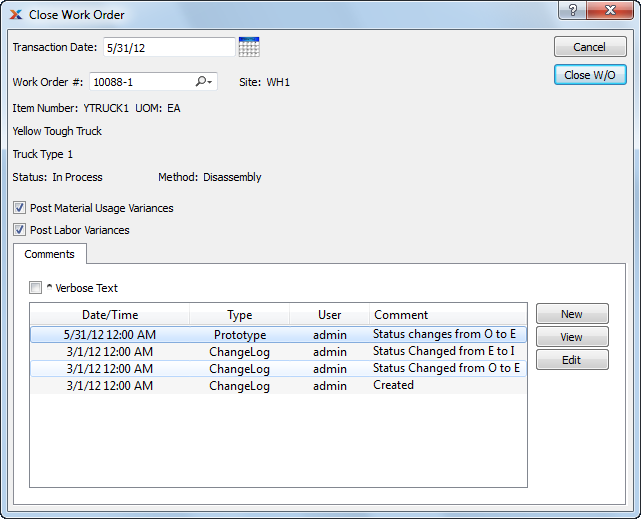 Close Work Order
?
Transaction Date: 5/31/12
Cancel
Work Order #: 10088-1 Site: WH1
Close W/O
Item Number: YTRUCK1 UOM: EA
Yellow Tough Truck
Truck Type 1
Status: In Process Method: Disassembly
Post Material Usage Variances
Post Labor Variances
Comments
^ Verbose Text
Date/Time Type User Comment
5/31/12 12:00 AM Prototype admin Status changes from O to E
3/1/12 12:00 AM ChangeLog admin Status Changed from E to I
3/1/12 12:00 AM ChangeLog admin Status Changed from O to E
3/1/12 12:00 AM ChangeLog admin Created
New
View
Edit